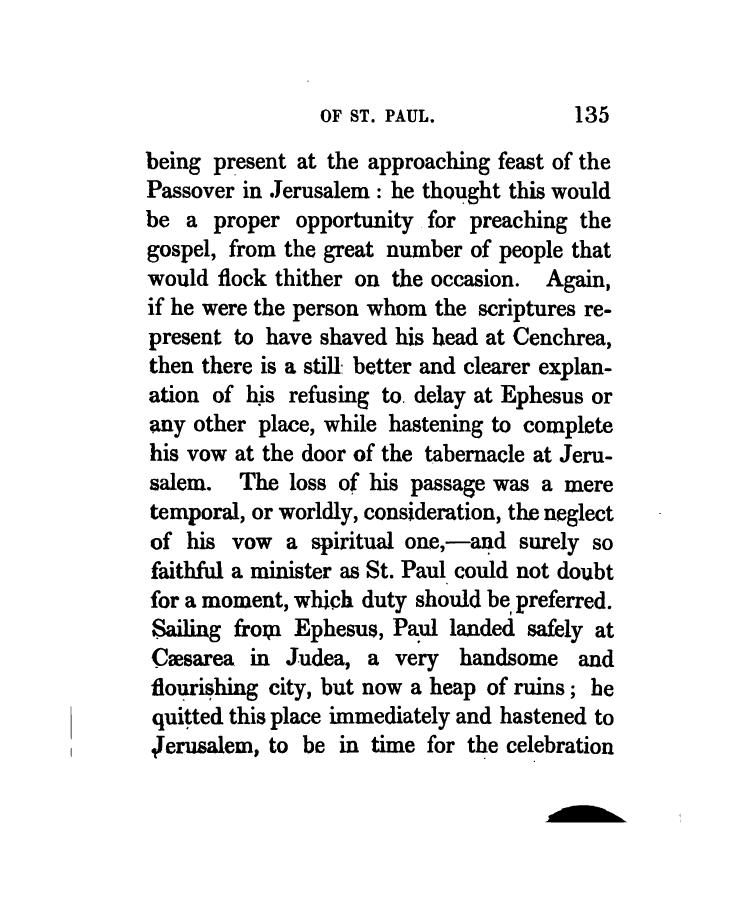 OF ST. PAUL. 135
being present at the approaching feast of the
Passover in Jerusalem : he thought this would
be a proper opportunity for preaching the
gospel, from the great number of people that
would flock thither on the occasion. Again,
if he were the person whom the scriptures re-
present to have shaved his head at Cenchrea,
then there is a still better and clearer explan-
ation of his refusing to delay at Ephesus or
any other place, while hastening to complete
his vow at the door of the tabernacle at Jeru-
salem. The loss of his passage was a mere
temporal, or worldly, consideration, the neglect
of his vow a spiritual one,—and surely so
faithful a minister as St. Paul could not doubt
for a moment, which duty should be preferred.
Sailing from Ephesus, Paul landed safely at
Cæsarea in Judea, a very handsome and
flourishing city, but now a heap of ruins ; he
quitted this place immediately and hastened to
Jerusalem, to be in time for the celebration